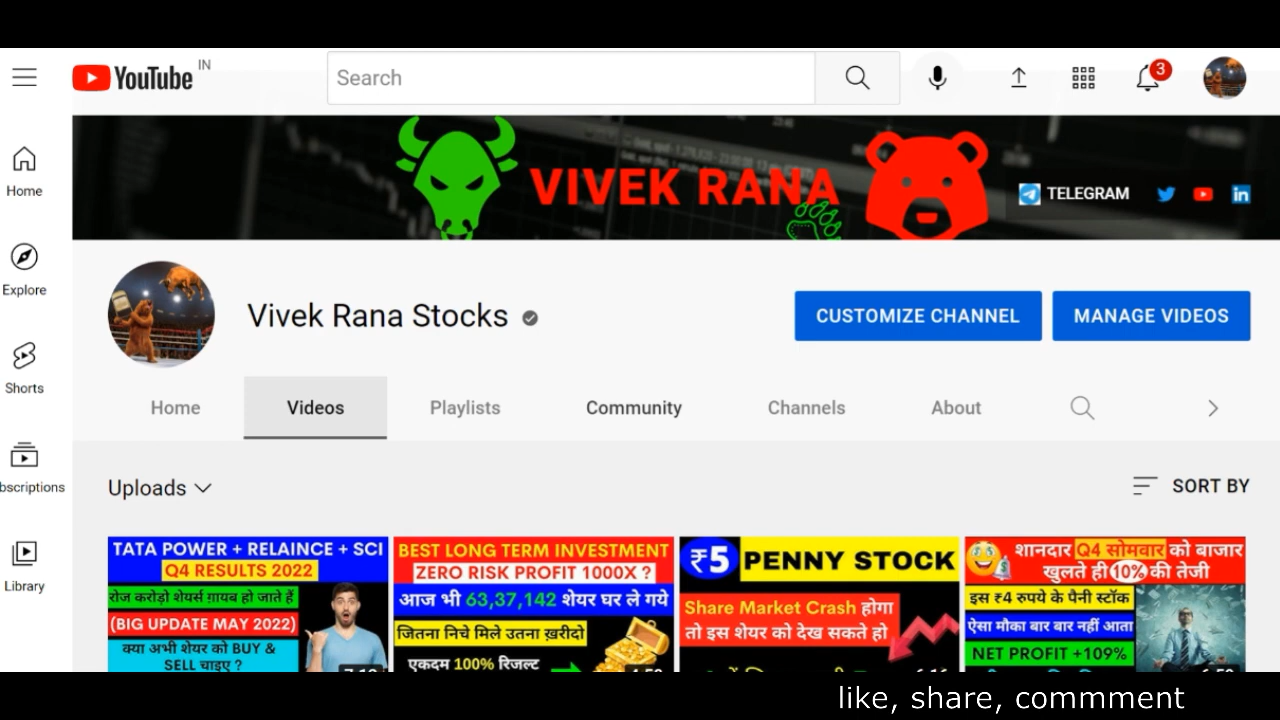 YouTube IN
Search
3
Home
Explore
Shorts
bscriptions
Library
VIVEK RANA
TELEGRAM
in
Vivek Rana Stocks
CUSTOMIZE CHANNEL
MANAGE VIDEOS
Home
Videos
Playlists
Community
Channels
About
Uploads
SORT BY
TATA POWER + RELAINCE + SCI
Q4 RESULTS 2022
रोज करोड़ो शेयर्स ग़ायब हो जाते हैं
(BIG UPDATE MAY 2022)
क्या अभी शेयर को BUY &
SELL चाइए ?
BEST LONG TERM INVESTMENT
ZERO RISK PROFIT 1000X ?
आज भी 63,37,142 शेयर घर ले गये
जितना निचे मिले उतना ख़रीदो
एकदम 100% रिजल्ट
₹5 PENNY STOCK
Share Market Crash होगा
तो इस शेयर को देख सकते हो
शानदार Q4 सोमवार को बाजार
खुलते ही 10% की तेजी
इस ₹4 रुपये के पैनी स्टॉक
ऐसा मौका बार बार नहीं आता
NET PROFIT +109%
like, share, commment